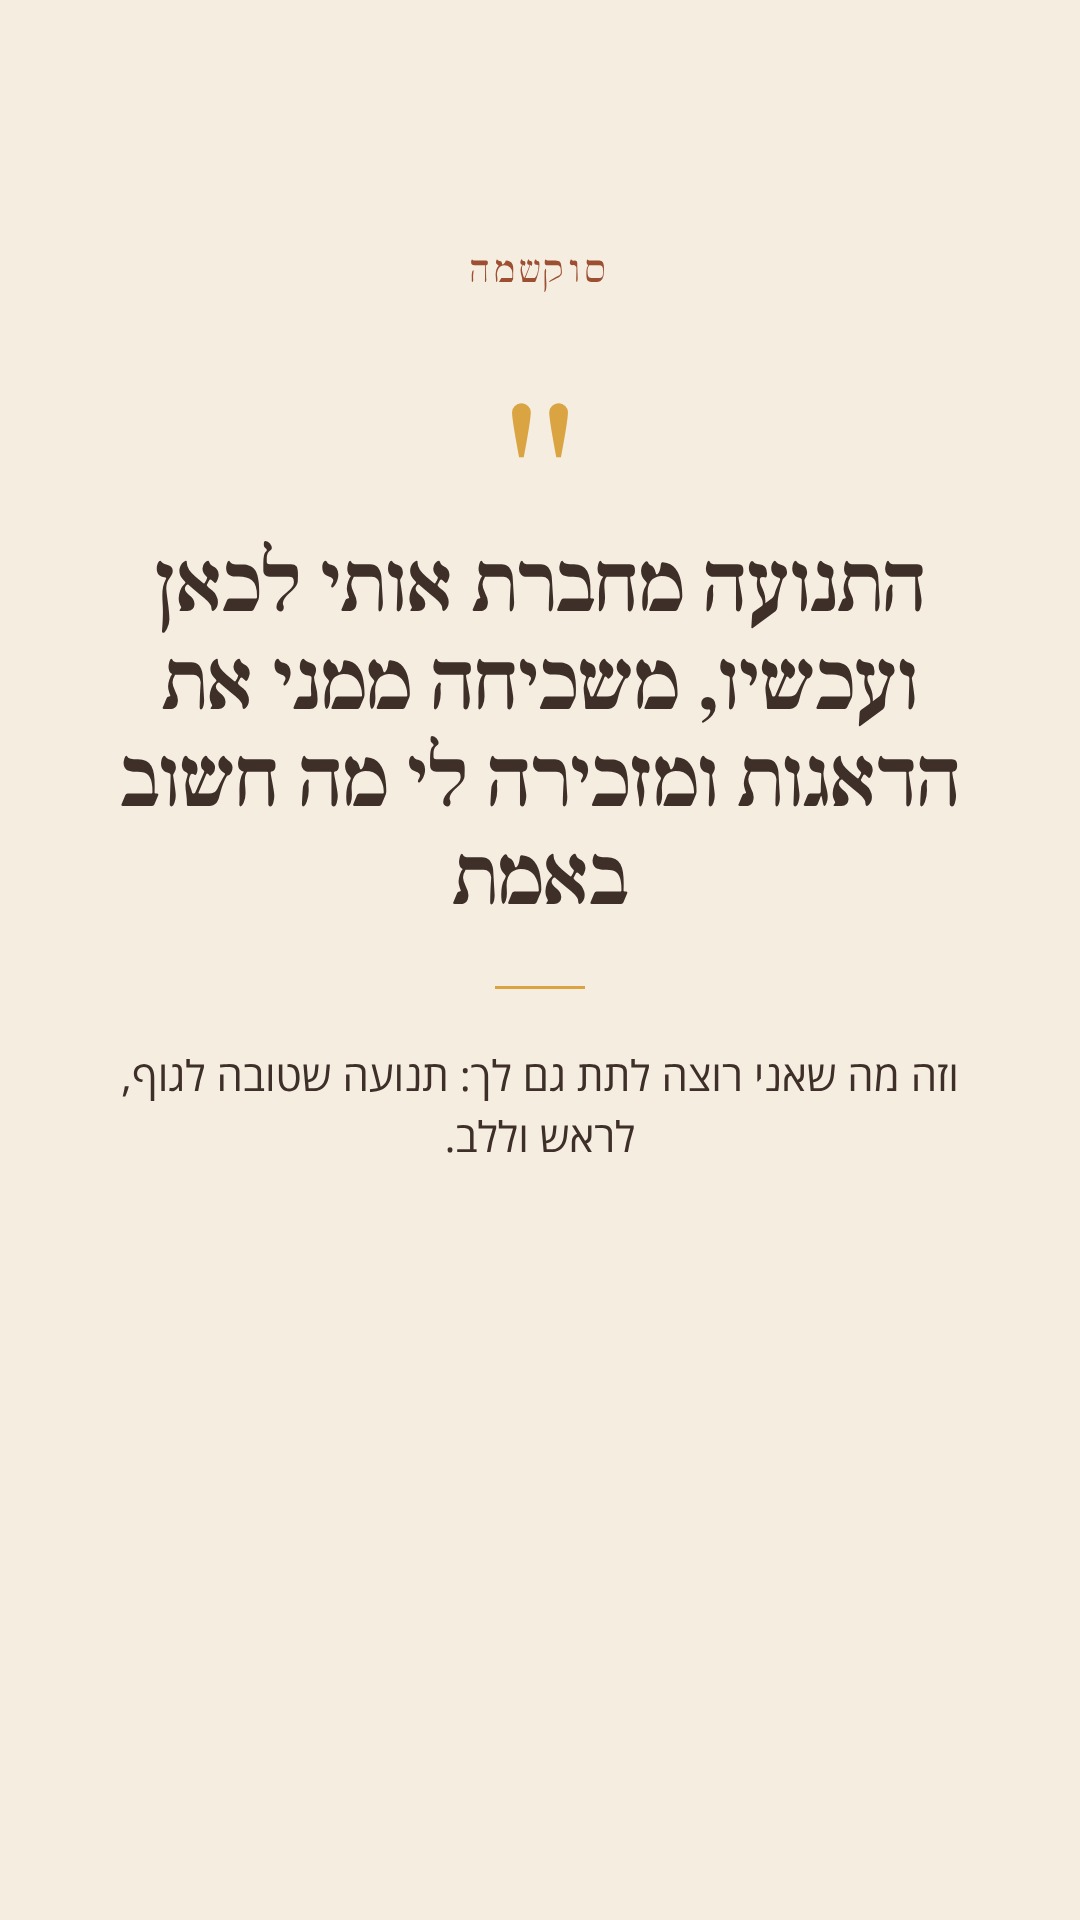 סוקשמה
"
התנועה מחברת אותי לכאן
ועכשיו, משכיחה ממני את
הדאגות ומזכירה לי מה חשוב
באמת
וזה מה שאני רוצה לתת גם לך: תנועה שטובה לגוף,
לראש וללב.